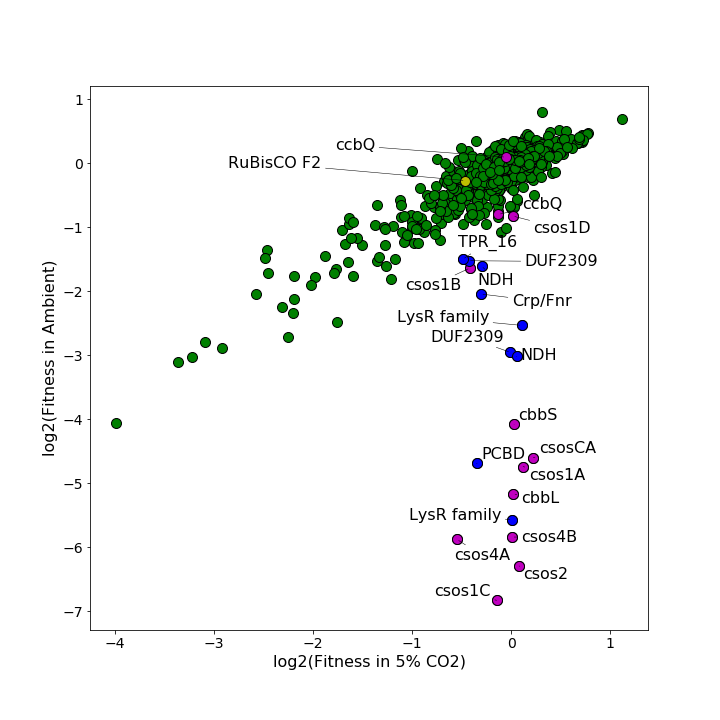 1
0
−1
−2
−3
−4
−5
−6
−7
log2(Fitness in Ambient)
ccbQ
RuBisCO F2
ccbQ
csos1D
TPR_16
DUF2309
csos1B
NDH
Crp/Fnr
LysR family
DUF2309
NDH
cbbS
csosCA
PCBD
csos1A
cbbL
LysR family
csos4B
csos4A
csos2
csos1C
−4
−3
−2
−1
0
1
log2(Fitness in 5% CO2)